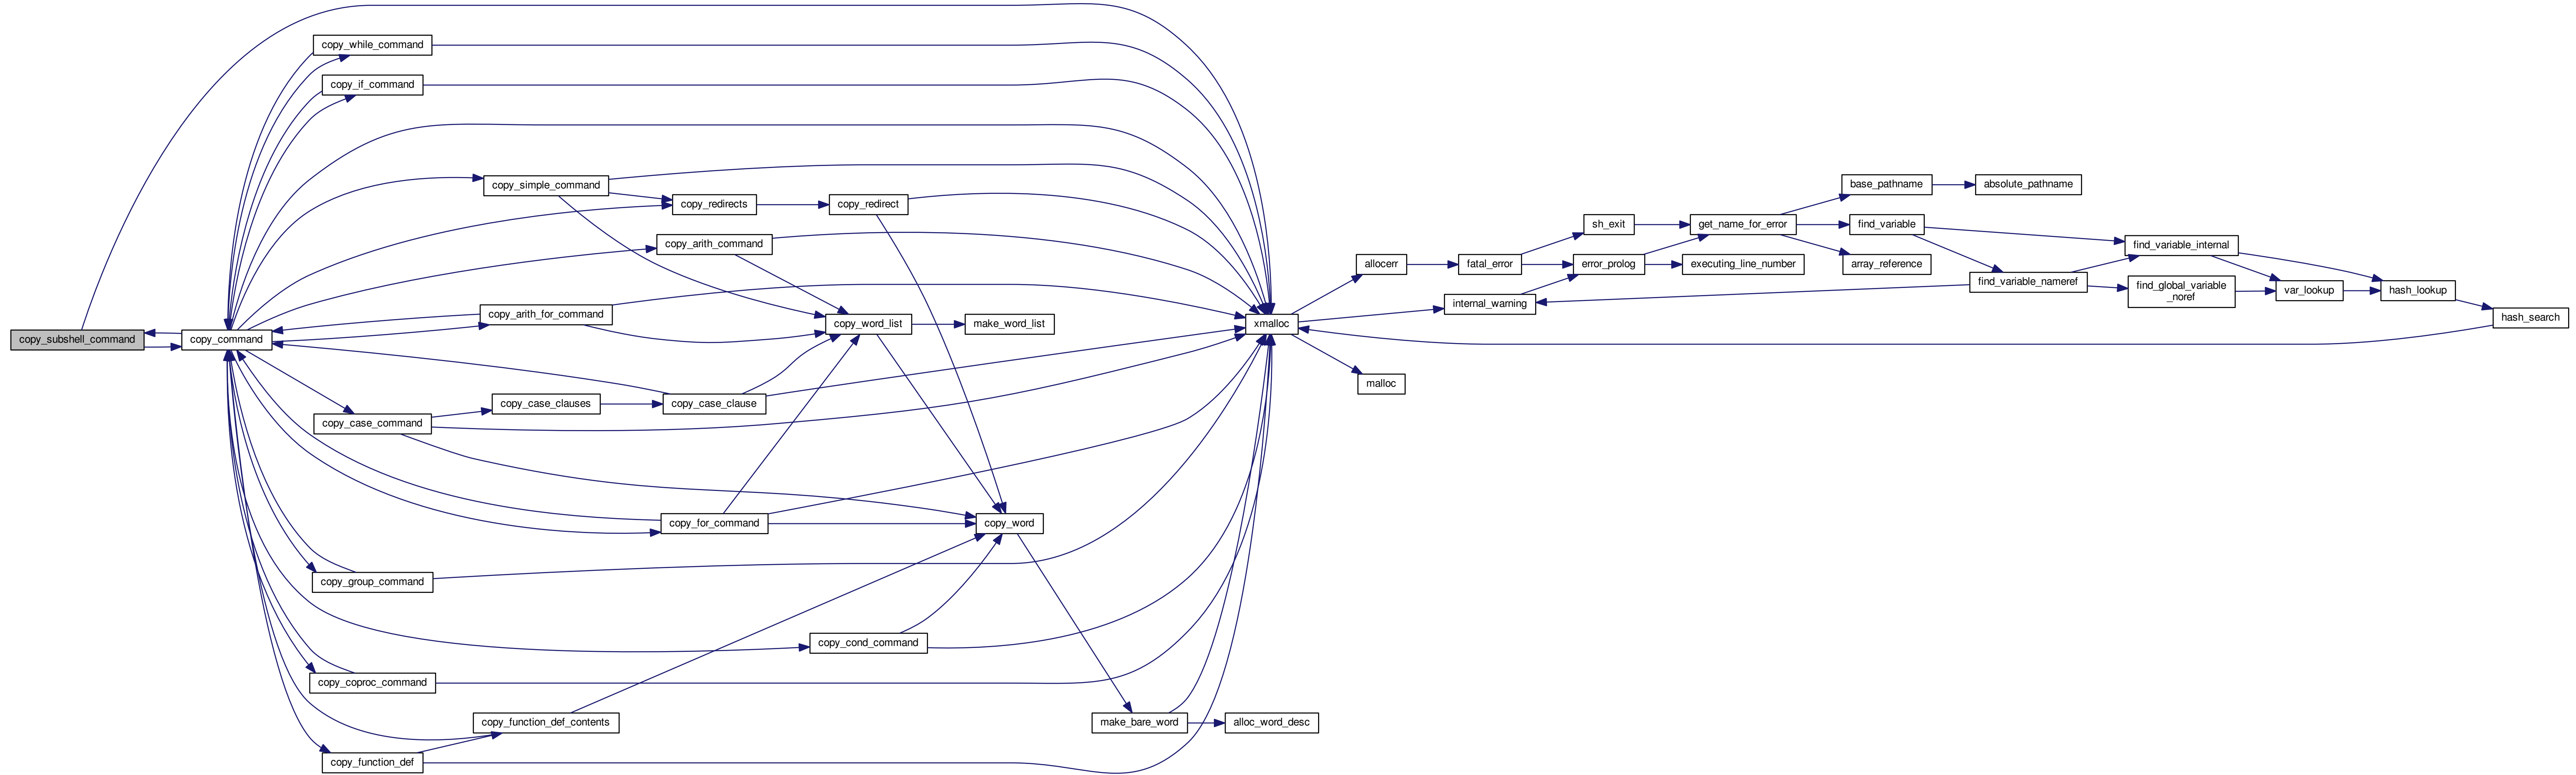 copy_while_command
copy_if_command
copy_simple_command
copy_redirects
copy_redirect
copy_arith_command
copy_arith_for_command
copy_word_list
make_word_list
copy_subshell_command
copy_command
xmalloc
copy_case_clauses
copy_case_clause
copy_case_command
copy_for_command
copy_word
copy_group_command
copy_cond_command
copy_coproc_command
copy_function_def_contents
make_bare_word
alloc_word_desc
copy_function_def
allocerr
fatal_error
internal_warning
malloc
sh_exit
error_prolog
get_name_for_error
executing_line_number
base_pathname
absolute_pathname
find_variable
array_reference
find_variable_internal
find_variable_nameref
find_global_variable
_noref
var_lookup
hash_lookup
hash_search